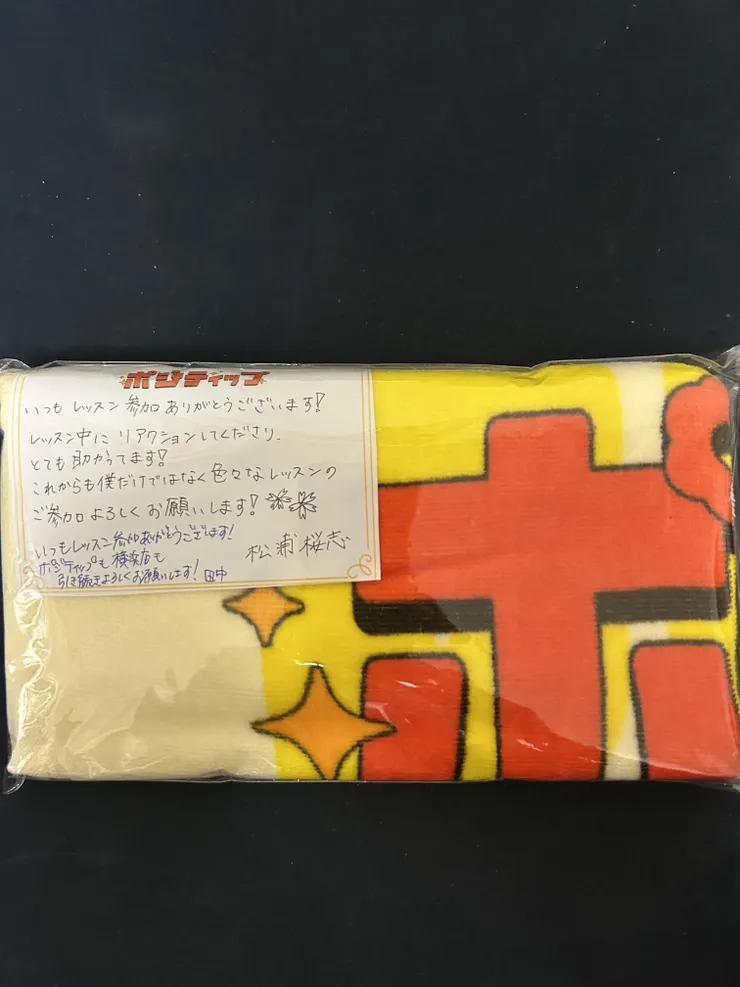 ポジティップ
いつも レッスン 参加 ありがとうございます!
レッスン中に リアクションしてくださり、
とても 助かってます!
これからも僕だけではなく色々なレッスンの
ご参加よろしくお願いします!
松浦桜志
いつもレッスン参加ありがとうございます!
ポジティップも 横浜店も
引き続きよろしくお願いします! 田中
ポ